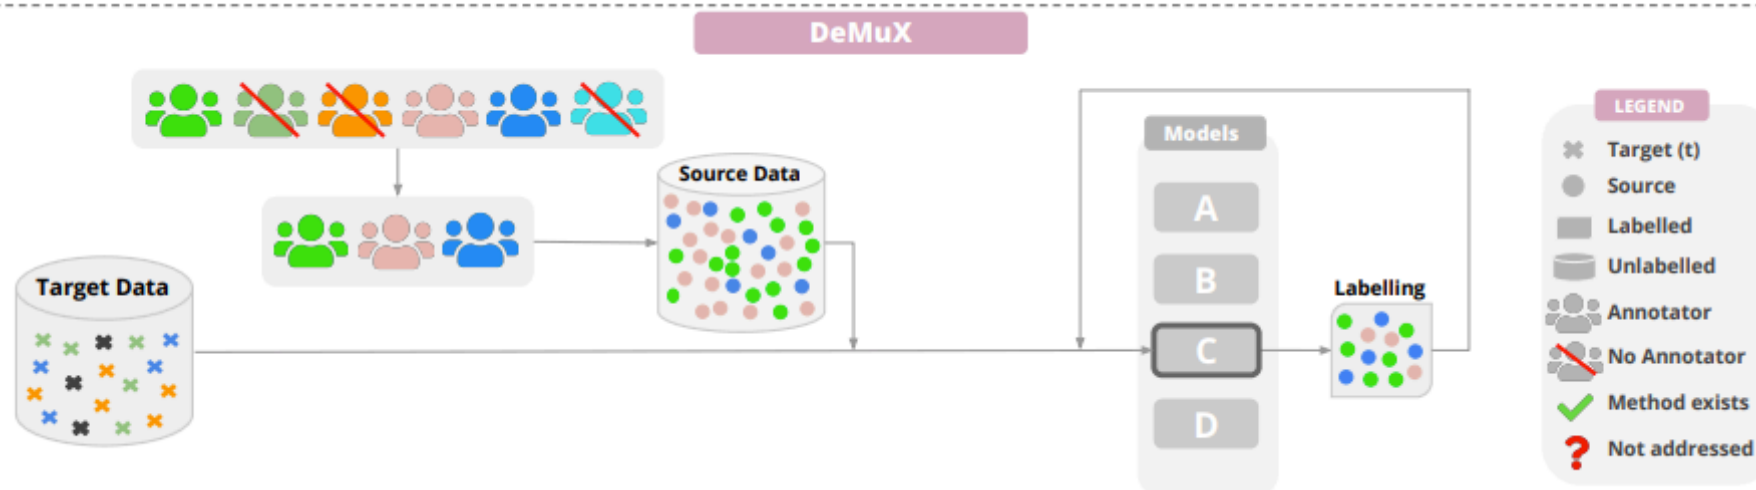 DeMuX
Target Data
Source Data
Models
A
B
C
D
Labelling
LEGEND
Target (t)
Source
Labelled
Unlabelled
Annotator
No Annotator
Method exists
Not addressed